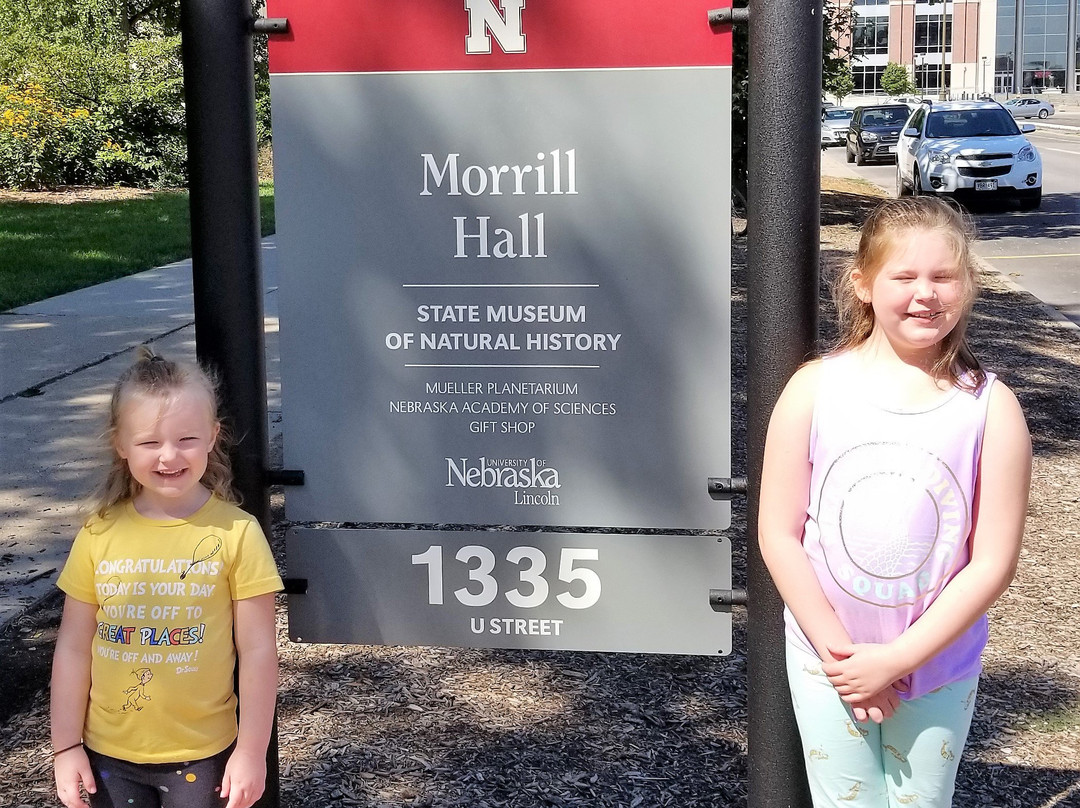 N
Morrill
Hall
STATE MUSEUM
OF NATURAL HISTORY
MUELLER PLANETARIUM
NEBRASKA ACADEMY OF SCIENCES
GIFT SHOP
UNIVERSITY OF
Nebraska
Lincoln
1335
U STREET
CONGRATULATIONS
TODAY IS YOUR DAY
YOU'RE OFF TO
GREAT PLACES!
YOU'RE OFF AND AWAY!
Dr. Seuss
DIVING
SQUAD